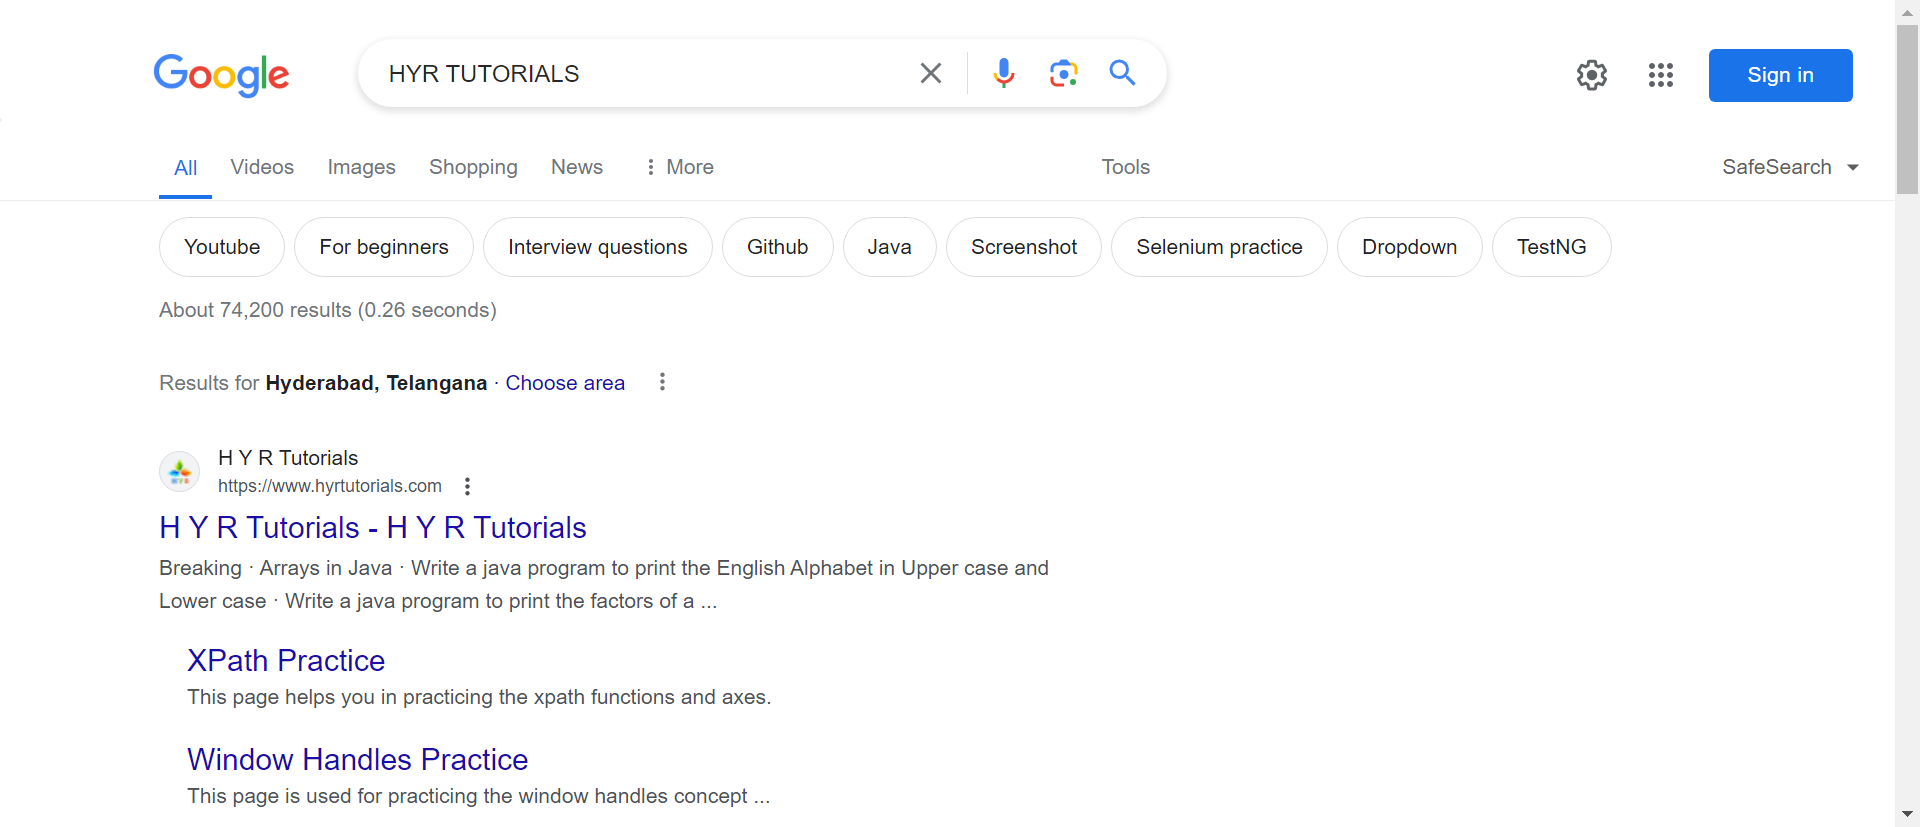 Google
HYR TUTORIALS
Sign in
All Videos Images Shopping News More Tools SafeSearch
Youtube For beginners Interview questions Github Java Screenshot Selenium practice Dropdown TestNG
About 74,200 results (0.26 seconds)
Results for Hyderabad, Telangana · Choose area
H Y R Tutorials
https://www.hyrtutorials.com
H Y R Tutorials - H Y R Tutorials
Breaking · Arrays in Java · Write a java program to print the English Alphabet in Upper case and
Lower case · Write a java program to print the factors of a ...
XPath Practice
This page helps you in practicing the xpath functions and axes.
Window Handles Practice
This page is used for practicing the window handles concept ...